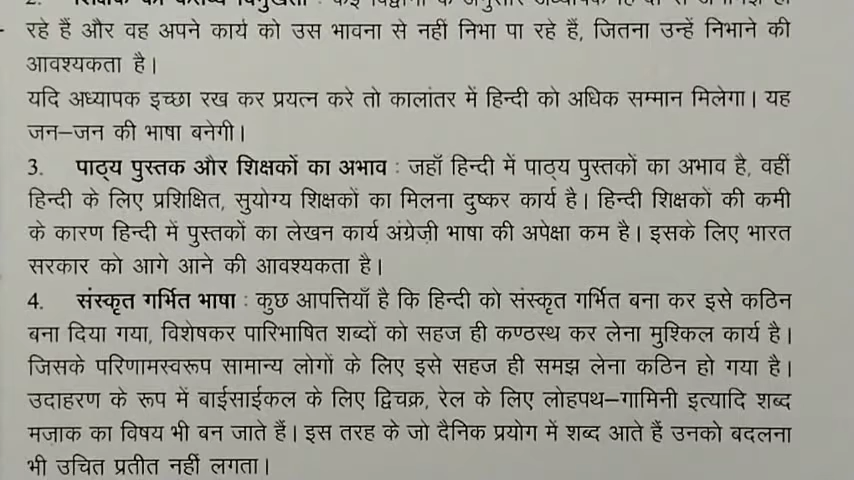 रहे हैं और वह अपने कार्य को उस भावना से नहीं निभा पा रहे हैं, जितना उन्हें निभाने की
आवश्यकता है।
यदि अध्यापक इच्छा रख कर प्रयत्न करे तो कालांतर में हिन्दी को अधिक सम्मान मिलेगा। यह
जन–जन की भाषा बनेगी।
3. पाठ्य पुस्तक और शिक्षकों का अभाव : जहाँ हिन्दी में पाठ्य पुस्तकों का अभाव है, वहीं
हिन्दी के लिए प्रशिक्षित, सुयोग्य शिक्षकों का मिलना दुष्कर कार्य है। हिन्दी शिक्षकों की कमी
के कारण हिन्दी में पुस्तकों का लेखन कार्य अंग्रेज़ी भाषा की अपेक्षा कम है। इसके लिए भारत
सरकार को आगे आने की आवश्यकता है।
4. संस्कृत गर्भित भाषा : कुछ आपत्तियाँ है कि हिन्दी को संस्कृत गर्भित बना कर इसे कठिन
बना दिया गया, विशेषकर पारिभाषित शब्दों को सहज ही कण्ठस्थ कर लेना मुश्किल कार्य है।
जिसके परिणामस्वरूप सामान्य लोगों के लिए इसे सहज ही समझ लेना कठिन हो गया है।
उदाहरण के रूप में बाईसाईकल के लिए द्विचक्र, रेल के लिए लोहपथ–गामिनी इत्यादि शब्द
मज़ाक का विषय भी बन जाते हैं। इस तरह के जो दैनिक प्रयोग में शब्द आते हैं उनको बदलना
भी उचित प्रतीत नहीं लगता।